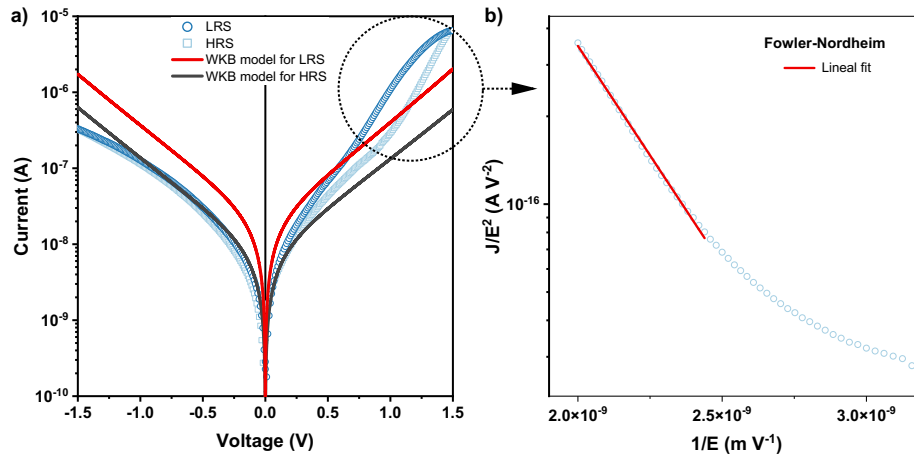 a)
LRS
HRS
WKB model for LRS
WKB model for HRS
10⁻⁵
10⁻⁶
10⁻⁷
10⁻⁸
10⁻⁹
10⁻¹⁰
Current (A)
-1.5
-1.0
-0.5
0.0
0.5
1.0
1.5
Voltage (V)
b)
Fowler-Nordheim
Lineal fit
10⁻¹⁶
J/E² (A V⁻²)
2.0×10⁻⁹
2.5×10⁻⁹
3.0×10⁻⁹
1/E (m V⁻¹)